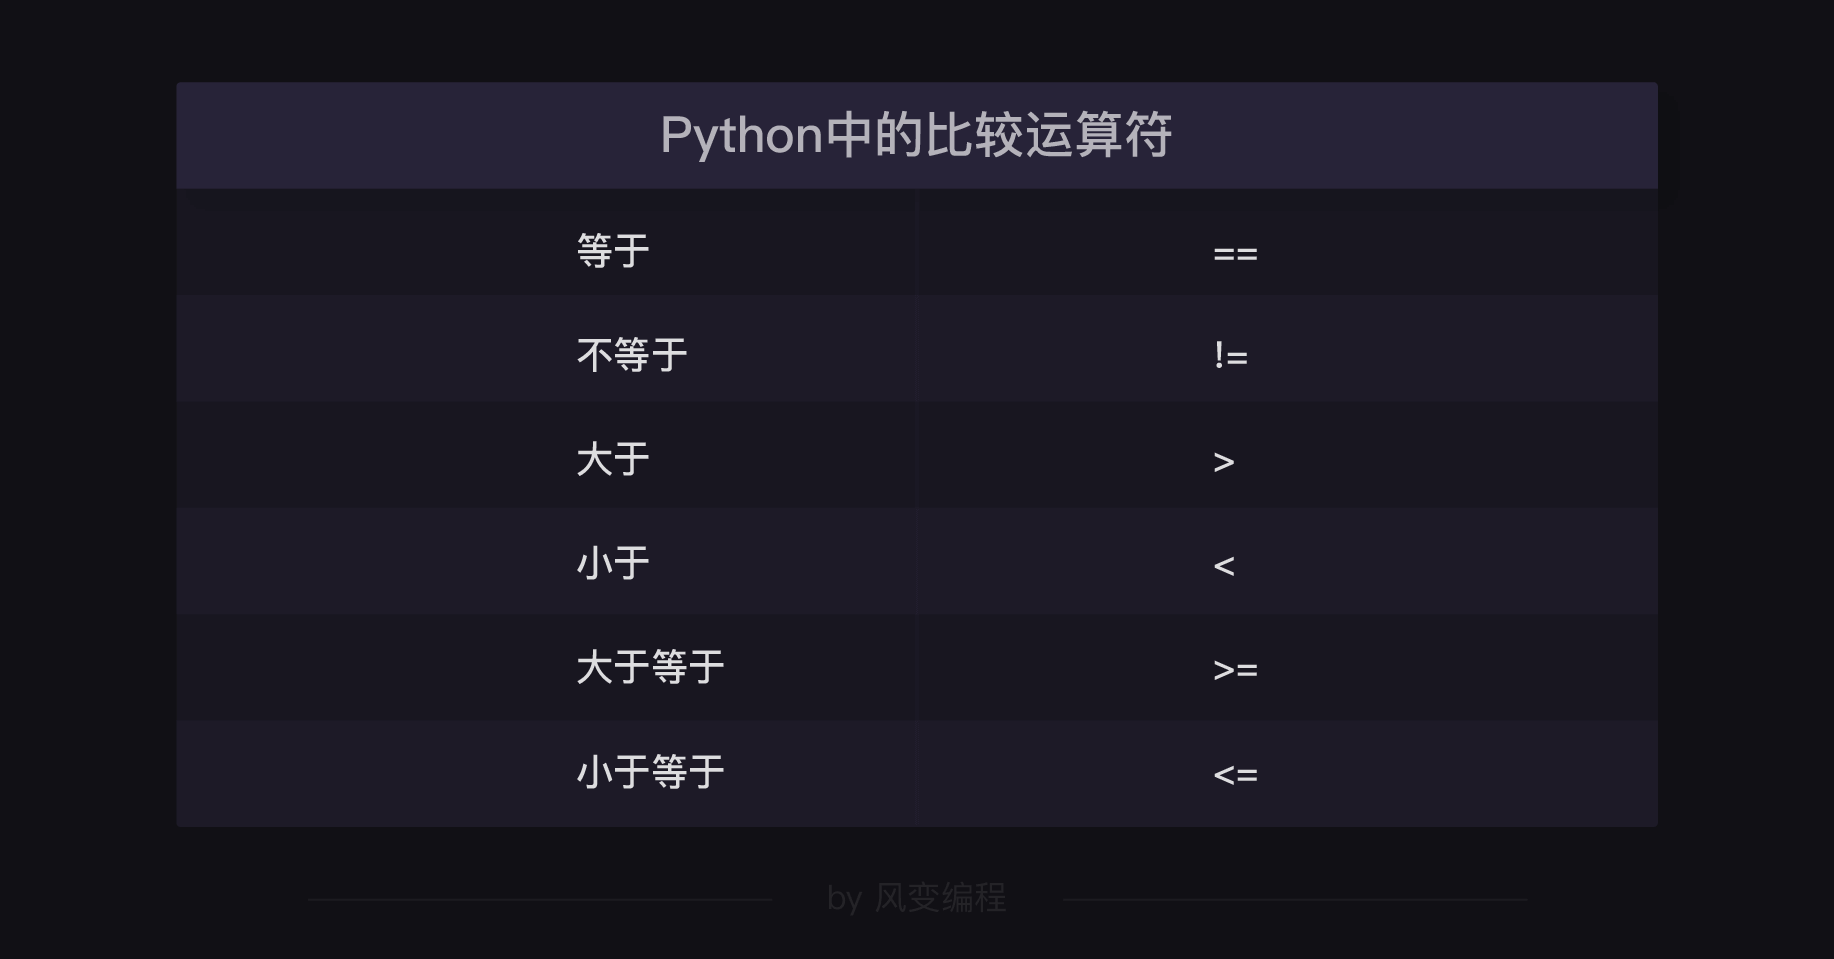 Python中的比较运算符
等于 ==
不等于 !=
大于 >
小于 <
大于等于 >=
小于等于 <=
by 风变编程